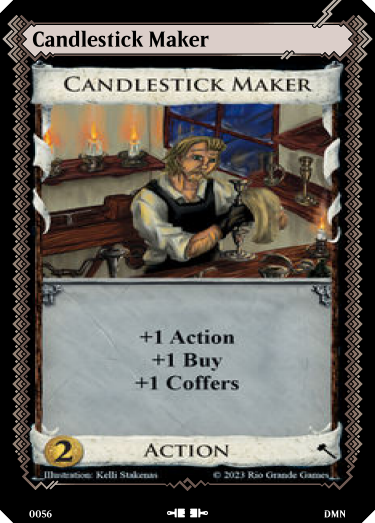 Candlestick Maker
CANDLESTICK MAKER
+1 Action
+1 Buy
+1 Coffers
2
ACTION
Illustration: Kelli Stakenas
© 2023 Rio Grande Games
0056
DMN